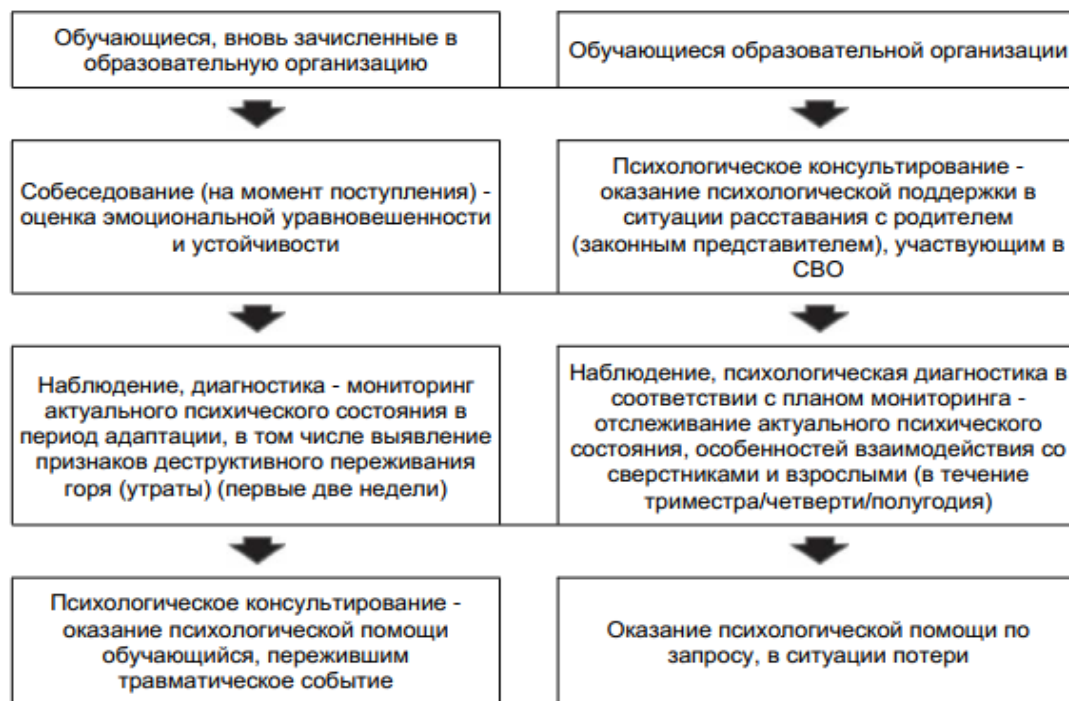 Обучающиеся, вновь зачисленные в
образовательную организацию
Обучающиеся образовательной организации
Собеседование (на момент поступления) -
оценка эмоциональной уравновешенности
и устойчивости
Психологическое консультирование -
оказание психологической поддержки в
ситуации расставания с родителем
(законным представителем), участвующим в
СВО
Наблюдение, диагностика - мониторинг
актуального психического состояния в
период адаптации, в том числе выявление
признаков деструктивного переживания
горя (утраты) (первые две недели)
Наблюдение, психологическая диагностика в
соответствии с планом мониторинга -
отслеживание актуального психического
состояния, особенностей взаимодействия со
сверстниками и взрослыми (в течение
триместра/четверти/полугодия)
Психологическое консультирование -
оказание психологической помощи
обучающийся, пережившим
травматическое событие
Оказание психологической помощи по
запросу, в ситуации потери